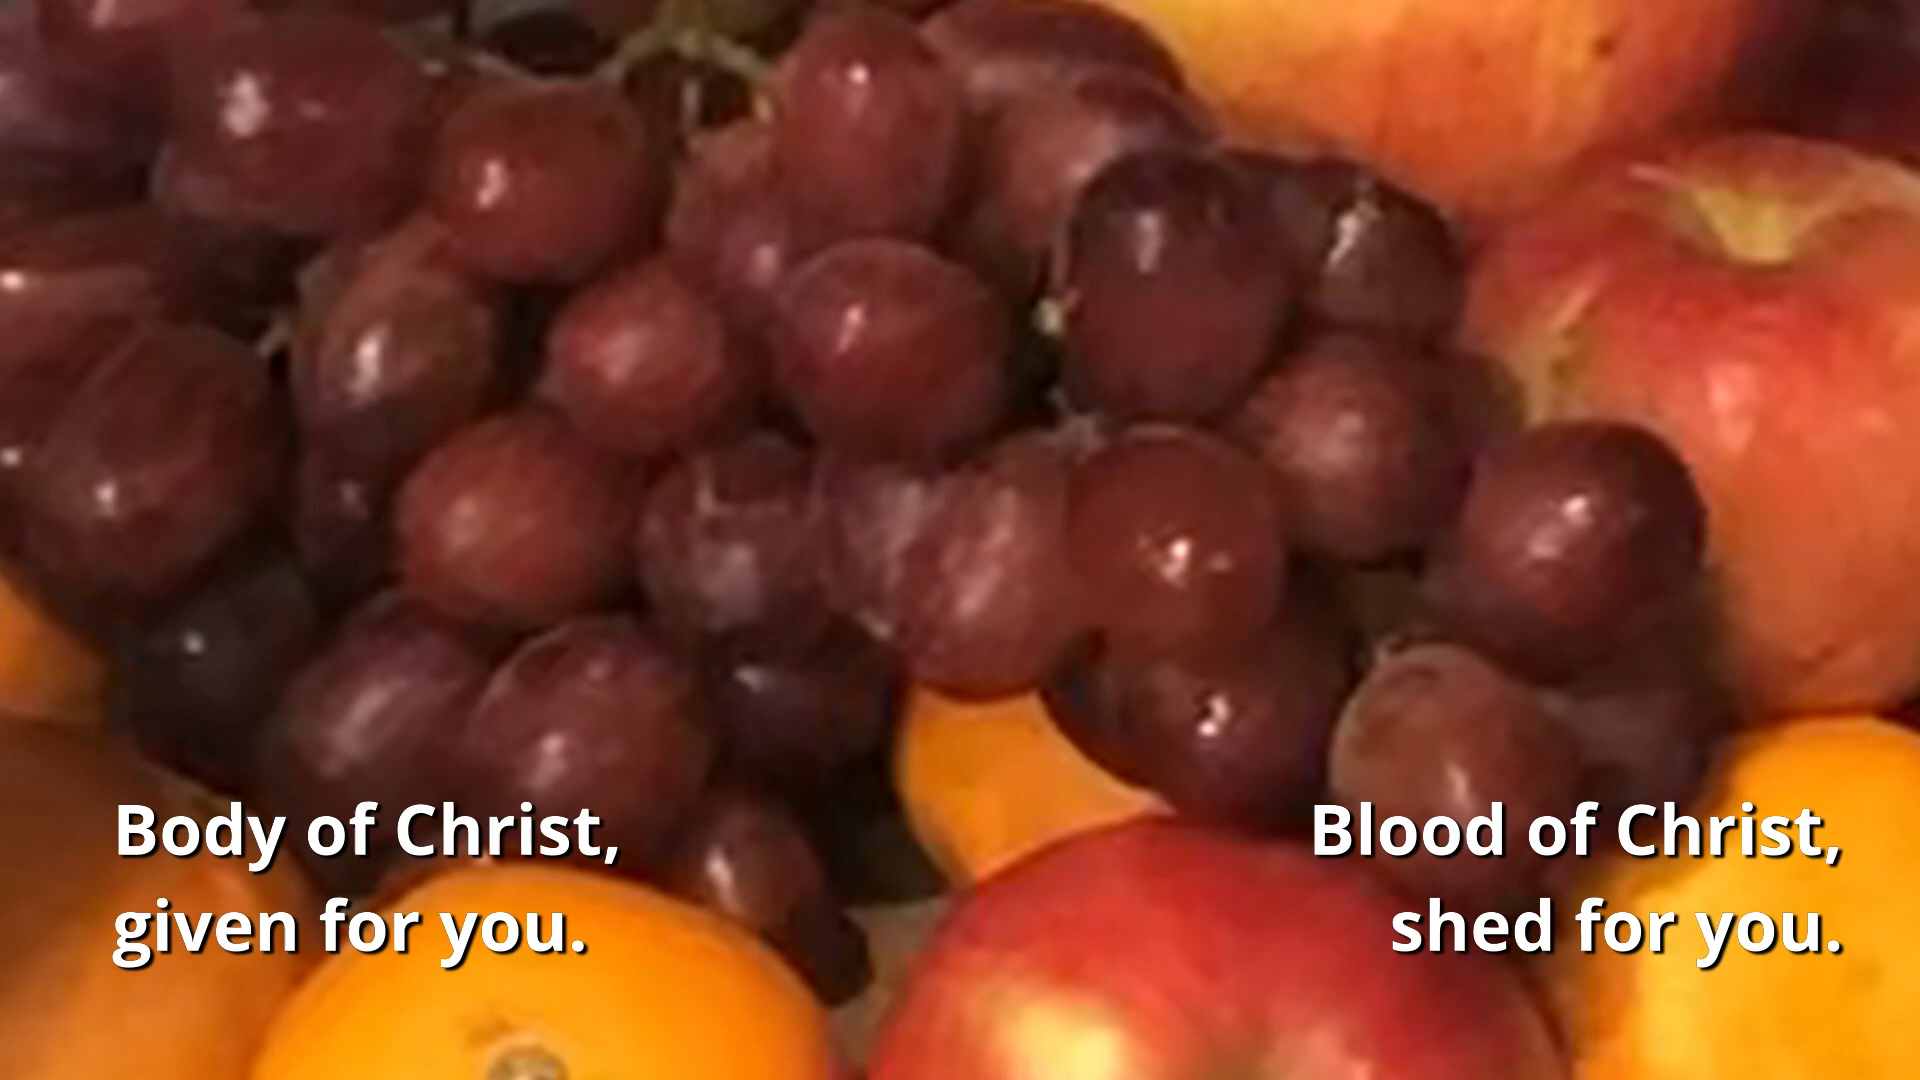 Body of Christ,
given for you.
Blood of Christ,
shed for you.